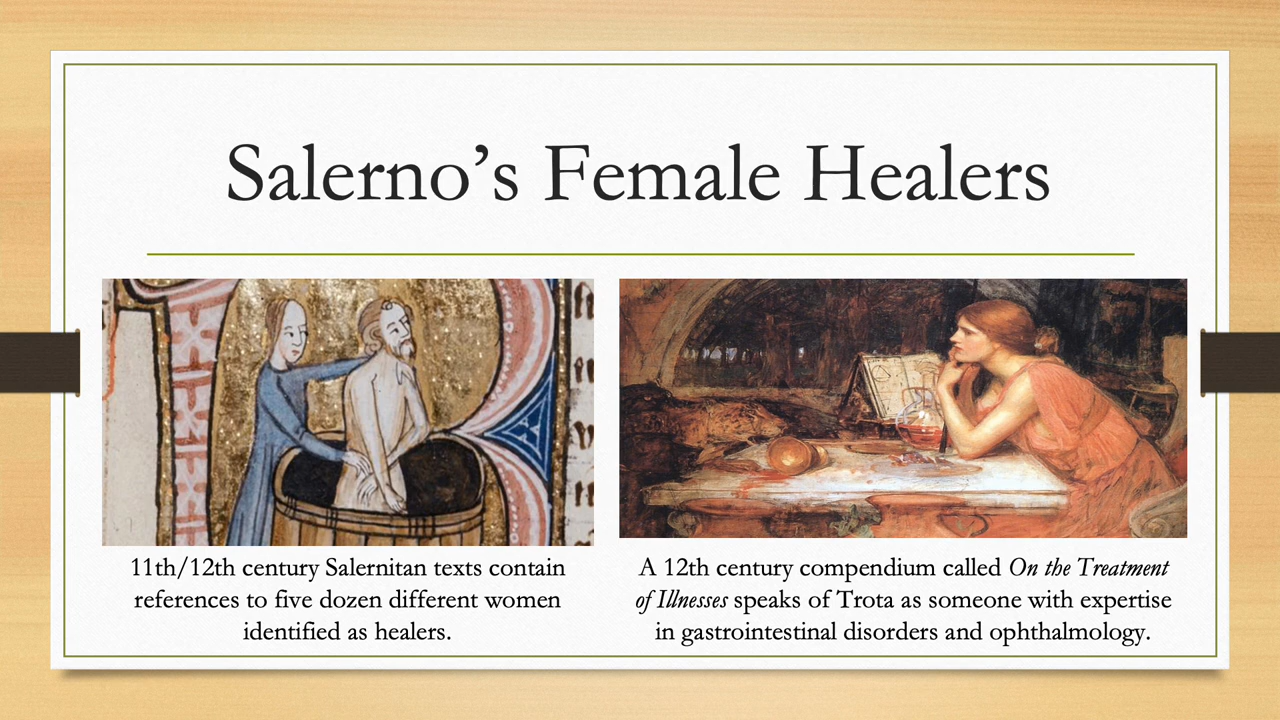 Salerno’s Female Healers
11th/12th century Salernitan texts contain
references to five dozen different women
identified as healers.
A 12th century compendium called On the Treatment
of Illnesses speaks of Trota as someone with expertise
in gastrointestinal disorders and ophthalmology.